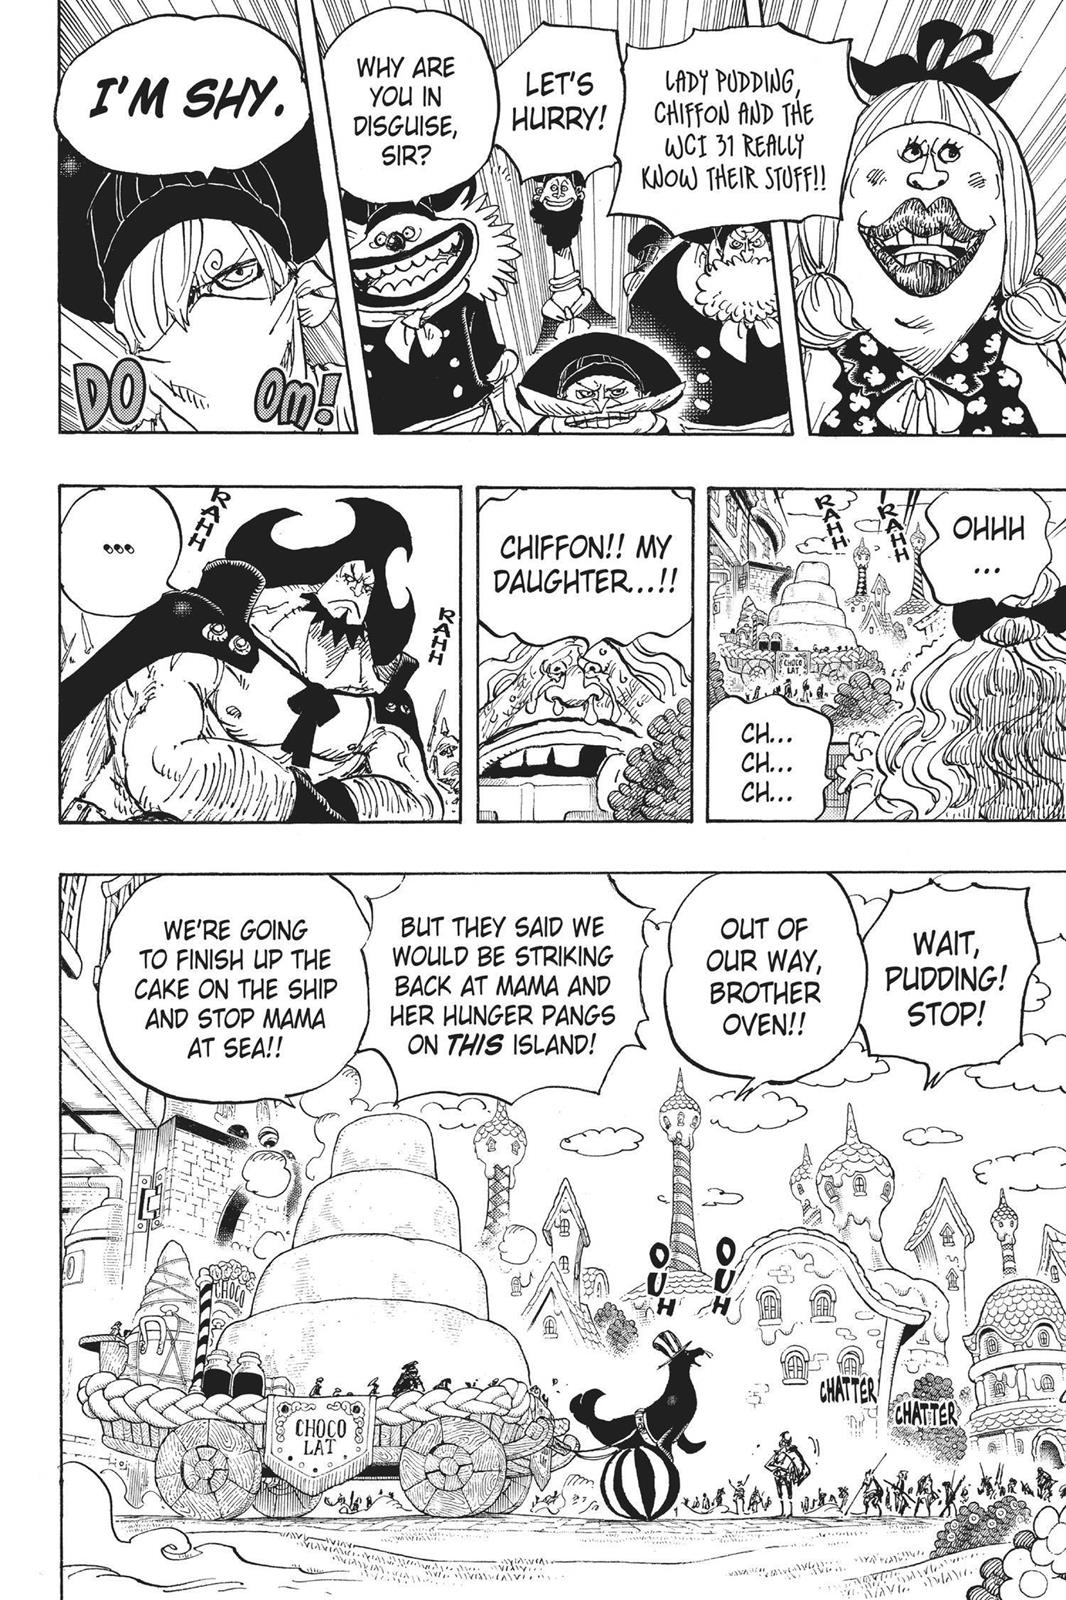 LADY PUDDING,
CHIFFON AND THE
WCI 31 REALLY
KNOW THEIR STUFF!!
LET'S
HURRY!
WHY ARE
YOU IN
DISGUISE,
SIR?
I'M SHY.
DO
OM!
OHHH
...
RAHH
RAHH
CHOCO
LAT
CH...
CH...
CH...
CHIFFON!! MY
DAUGHTER...!!
RAHH
...
RAHH
WAIT,
PUDDING!
STOP!
OUT OF
OUR WAY,
BROTHER
OVEN!!
BUT THEY SAID WE
WOULD BE STRIKING
BACK AT MAMA AND
HER HUNGER PANGS
ON THIS ISLAND!
WE'RE GOING
TO FINISH UP THE
CAKE ON THE SHIP
AND STOP MAMA
AT SEA!!
OUH
OUH
CHOCO
CHATTER
CHATTER
CHOCO
LAT